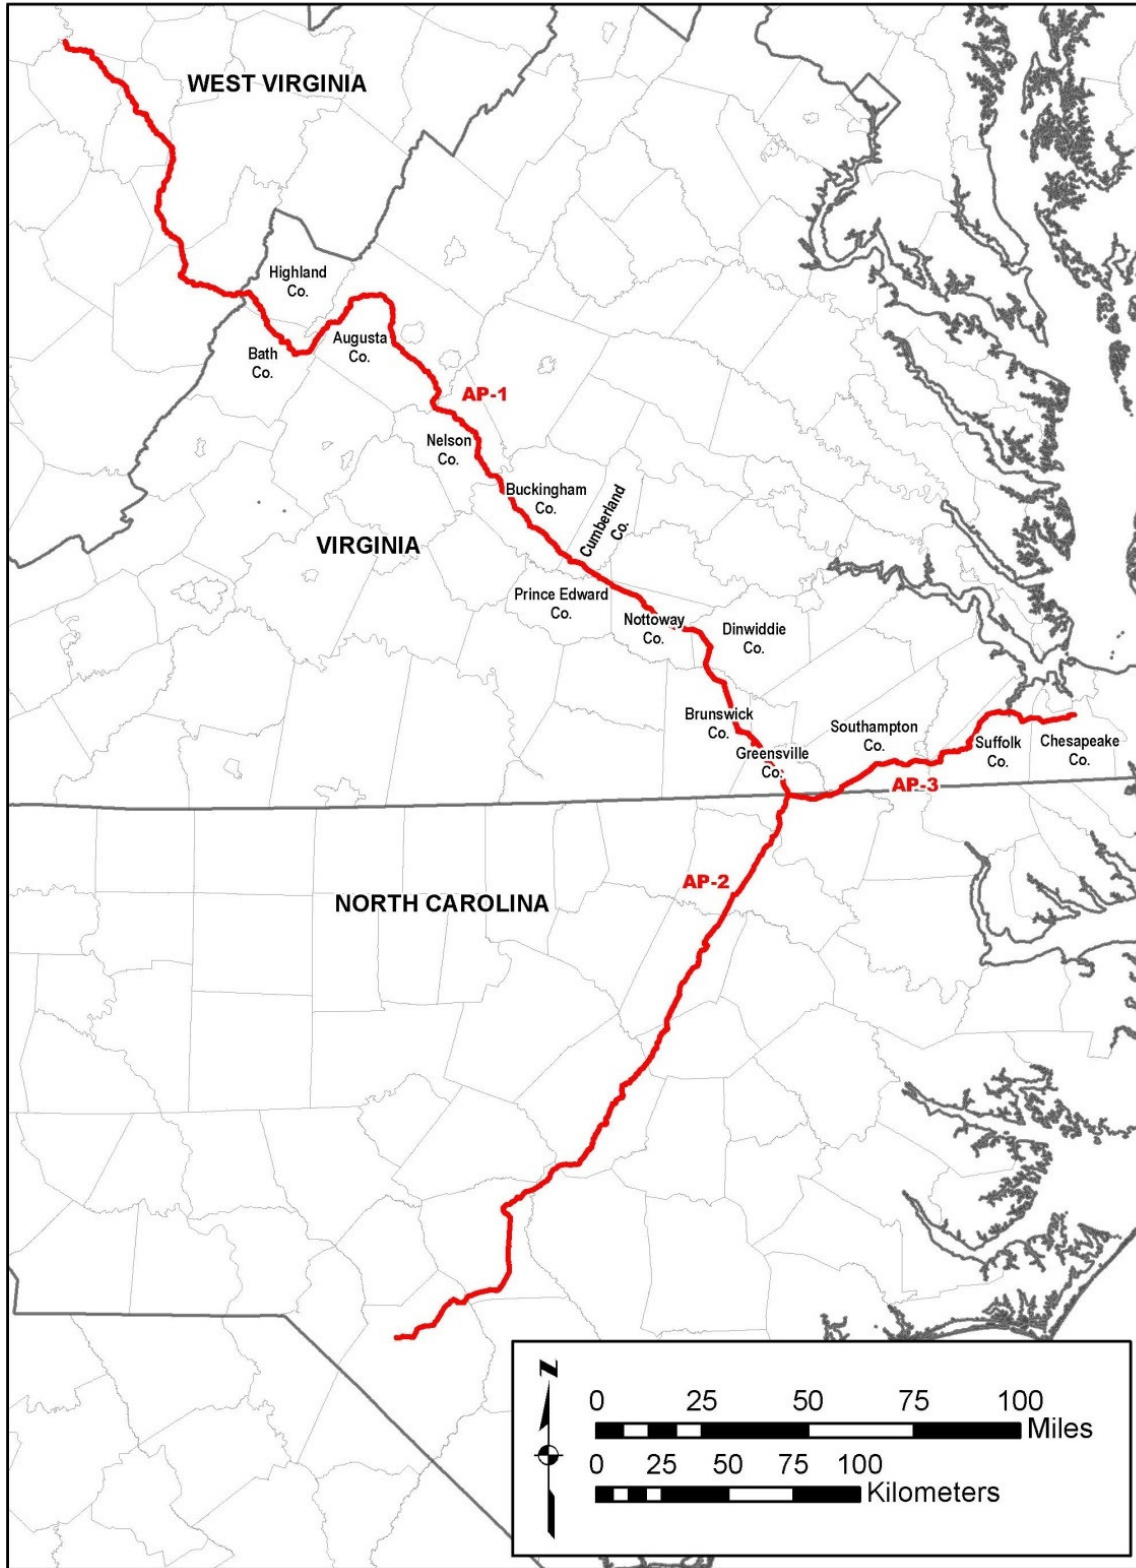 WEST VIRGINIA
Highland
Co.
Bath
Co.
Augusta
Co.
AP-1
Nelson
Co.
Buckingham
Co.
Cumberland
Co.
VIRGINIA
Prince Edward
Co.
Nottoway
Co.
Dinwiddie
Co.
Brunswick
Co.
Greensville
Co.
Southampton
Co.
Suffolk
Co.
Chesapeake
Co.
AP-3
AP-2
NORTH CAROLINA
N
0 25 50 75 100
Miles
0 25 50 75 100
Kilometers